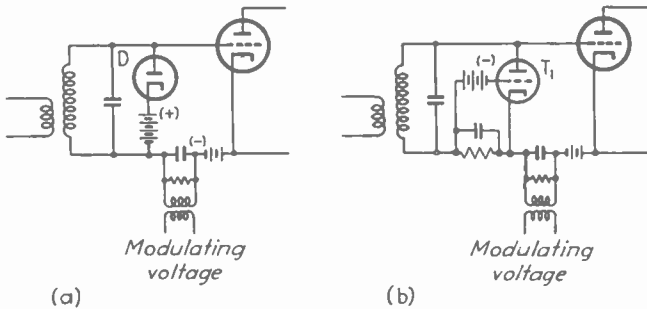 D
(+)
(-)
Modulating
voltage
(a)
(-)
T₁
Modulating
voltage
(b)